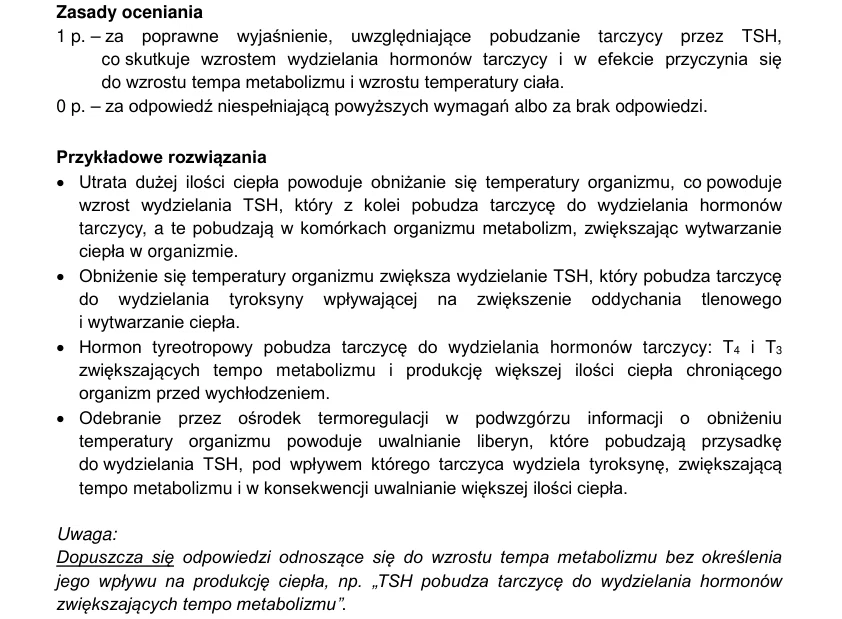 Zasady oceniania
1 p. – za poprawne wyjaśnienie, uwzględniające pobudzanie tarczycy przez TSH,
co skutkuje wzrostem wydzielania hormonów tarczycy i w efekcie przyczynia się
do wzrostu tempa metabolizmu i wzrostu temperatury ciała.
0 p. – za odpowiedź niespełniającą powyższych wymagań albo za brak odpowiedzi.
Przykładowe rozwiązania
• Utrata dużej ilości ciepła powoduje obniżanie się temperatury organizmu, co powoduje
wzrost wydzielania TSH, który z kolei pobudza tarczycę do wydzielania hormonów
tarczycy, a te pobudzają w komórkach organizmu metabolizm, zwiększając wytwarzanie
ciepła w organizmie.
• Obniżenie się temperatury organizmu zwiększa wydzielanie TSH, który pobudza tarczycę
do wydzielania tyroksyny wpływającej na zwiększenie oddychania tlenowego
i wytwarzanie ciepła.
• Hormon tyreotropowy pobudza tarczycę do wydzielania hormonów tarczycy: T₄ i T₃
zwiększających tempo metabolizmu i produkcję większej ilości ciepła chroniącego
organizm przed wychłodzeniem.
• Odebranie przez ośrodek termoregulacji w podwzgórzu informacji o obniżeniu
temperatury organizmu powoduje uwalnianie liberyn, które pobudzają przysadkę
do wydzielania TSH, pod wpływem którego tarczyca wydziela tyroksynę, zwiększającą
tempo metabolizmu i w konsekwencji uwalnianie większej ilości ciepła.
Uwaga:
Dopuszcza się odpowiedzi odnoszące się do wzrostu tempa metabolizmu bez określenia
jego wpływu na produkcję ciepła, np. „TSH pobudza tarczycę do wydzielania hormonów
zwiększających tempo metabolizmu”.